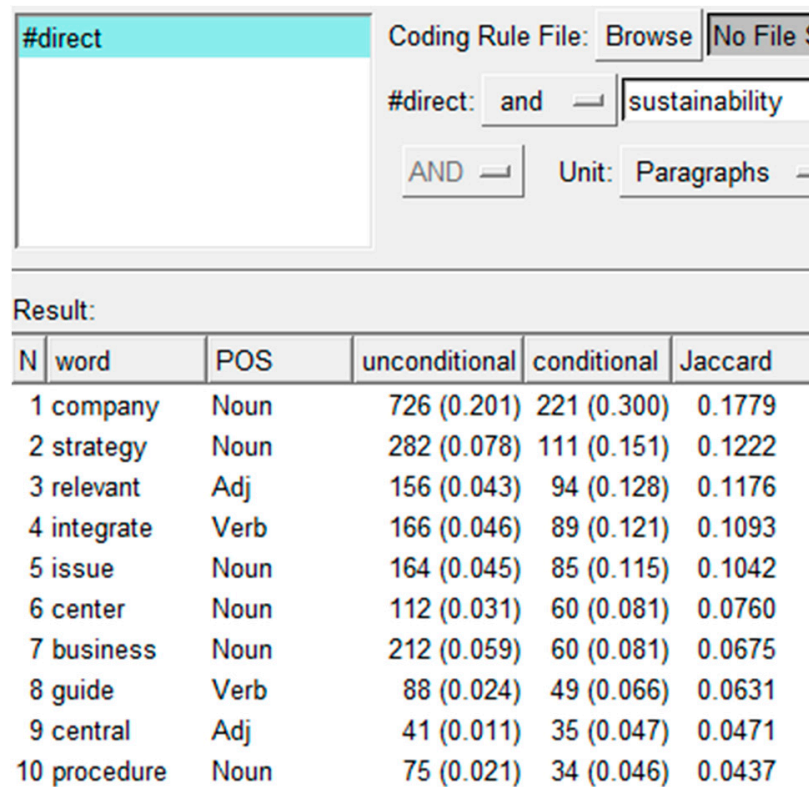 #direct
Coding Rule File: Browse No File
#direct: and sustainability
AND Unit: Paragraphs
Result:
N word POS unconditional conditional Jaccard
1 company Noun 726 (0.201) 221 (0.300) 0.1779
2 strategy Noun 282 (0.078) 111 (0.151) 0.1222
3 relevant Adj 156 (0.043) 94 (0.128) 0.1176
4 integrate Verb 166 (0.046) 89 (0.121) 0.1093
5 issue Noun 164 (0.045) 85 (0.115) 0.1042
6 center Noun 112 (0.031) 60 (0.081) 0.0760
7 business Noun 212 (0.059) 60 (0.081) 0.0675
8 guide Verb 88 (0.024) 49 (0.066) 0.0631
9 central Adj 41 (0.011) 35 (0.047) 0.0471
10 procedure Noun 75 (0.021) 34 (0.046) 0.0437